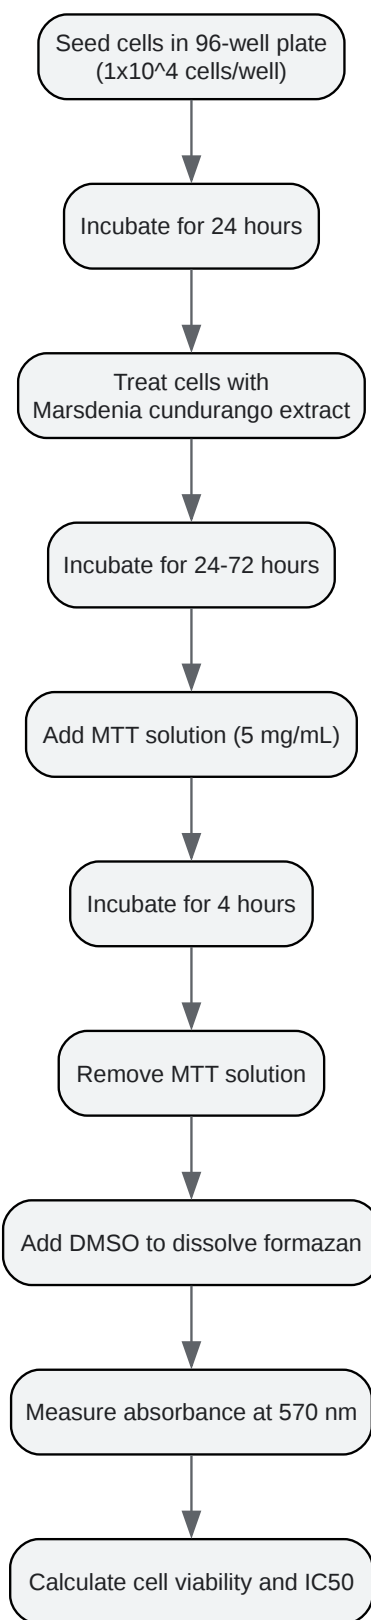 Seed cells in 96-well plate
(1x10^4 cells/well)
Incubate for 24 hours
Treat cells with
Marsdenia cundurango extract
Incubate for 24-72 hours
Add MTT solution (5 mg/mL)
Incubate for 4 hours
Remove MTT solution
Add DMSO to dissolve formazan
Measure absorbance at 570 nm
Calculate cell viability and IC50